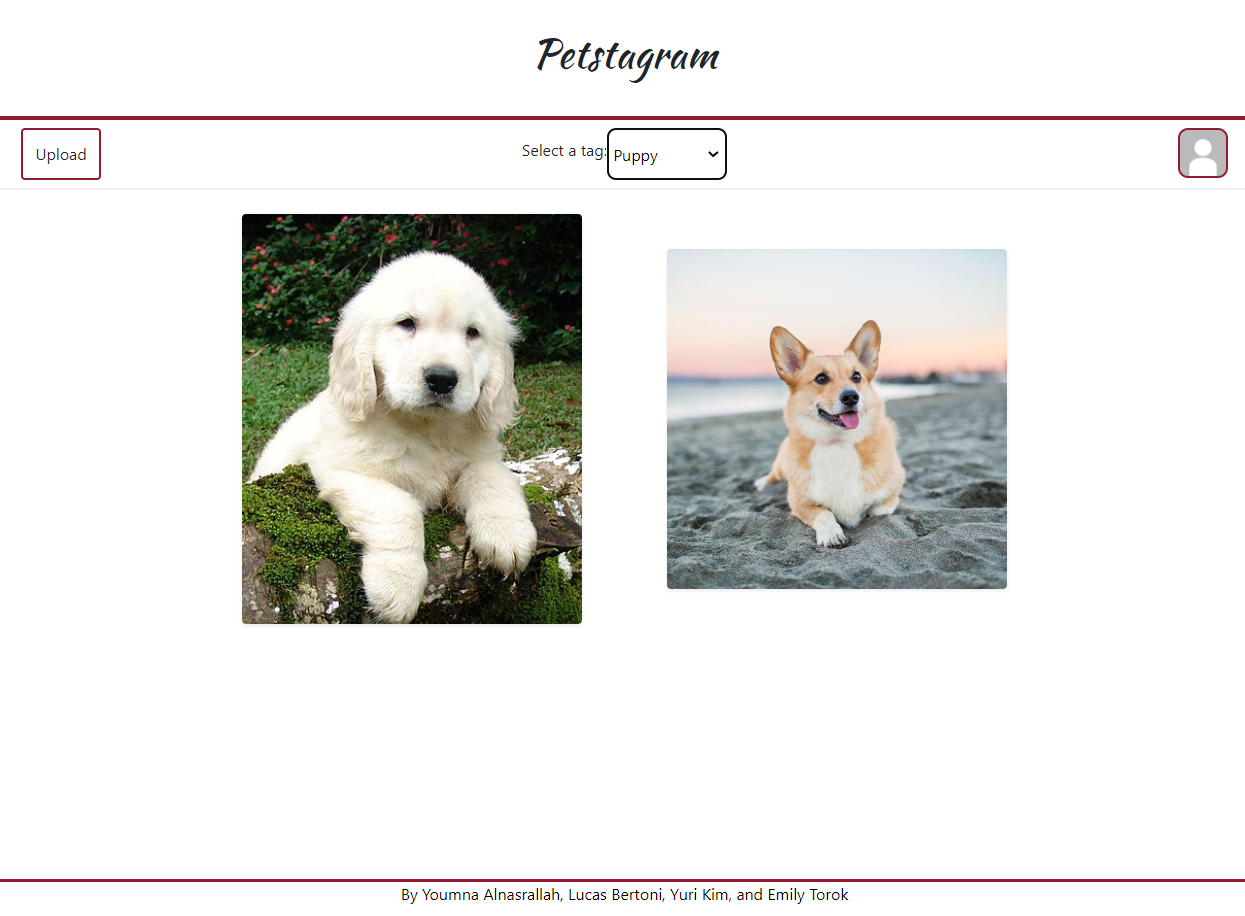 Petstagram
Upload
Select a tag:
Puppy
By Youmna Alnasrallah, Lucas Bertoni, Yuri Kim, and Emily Torok